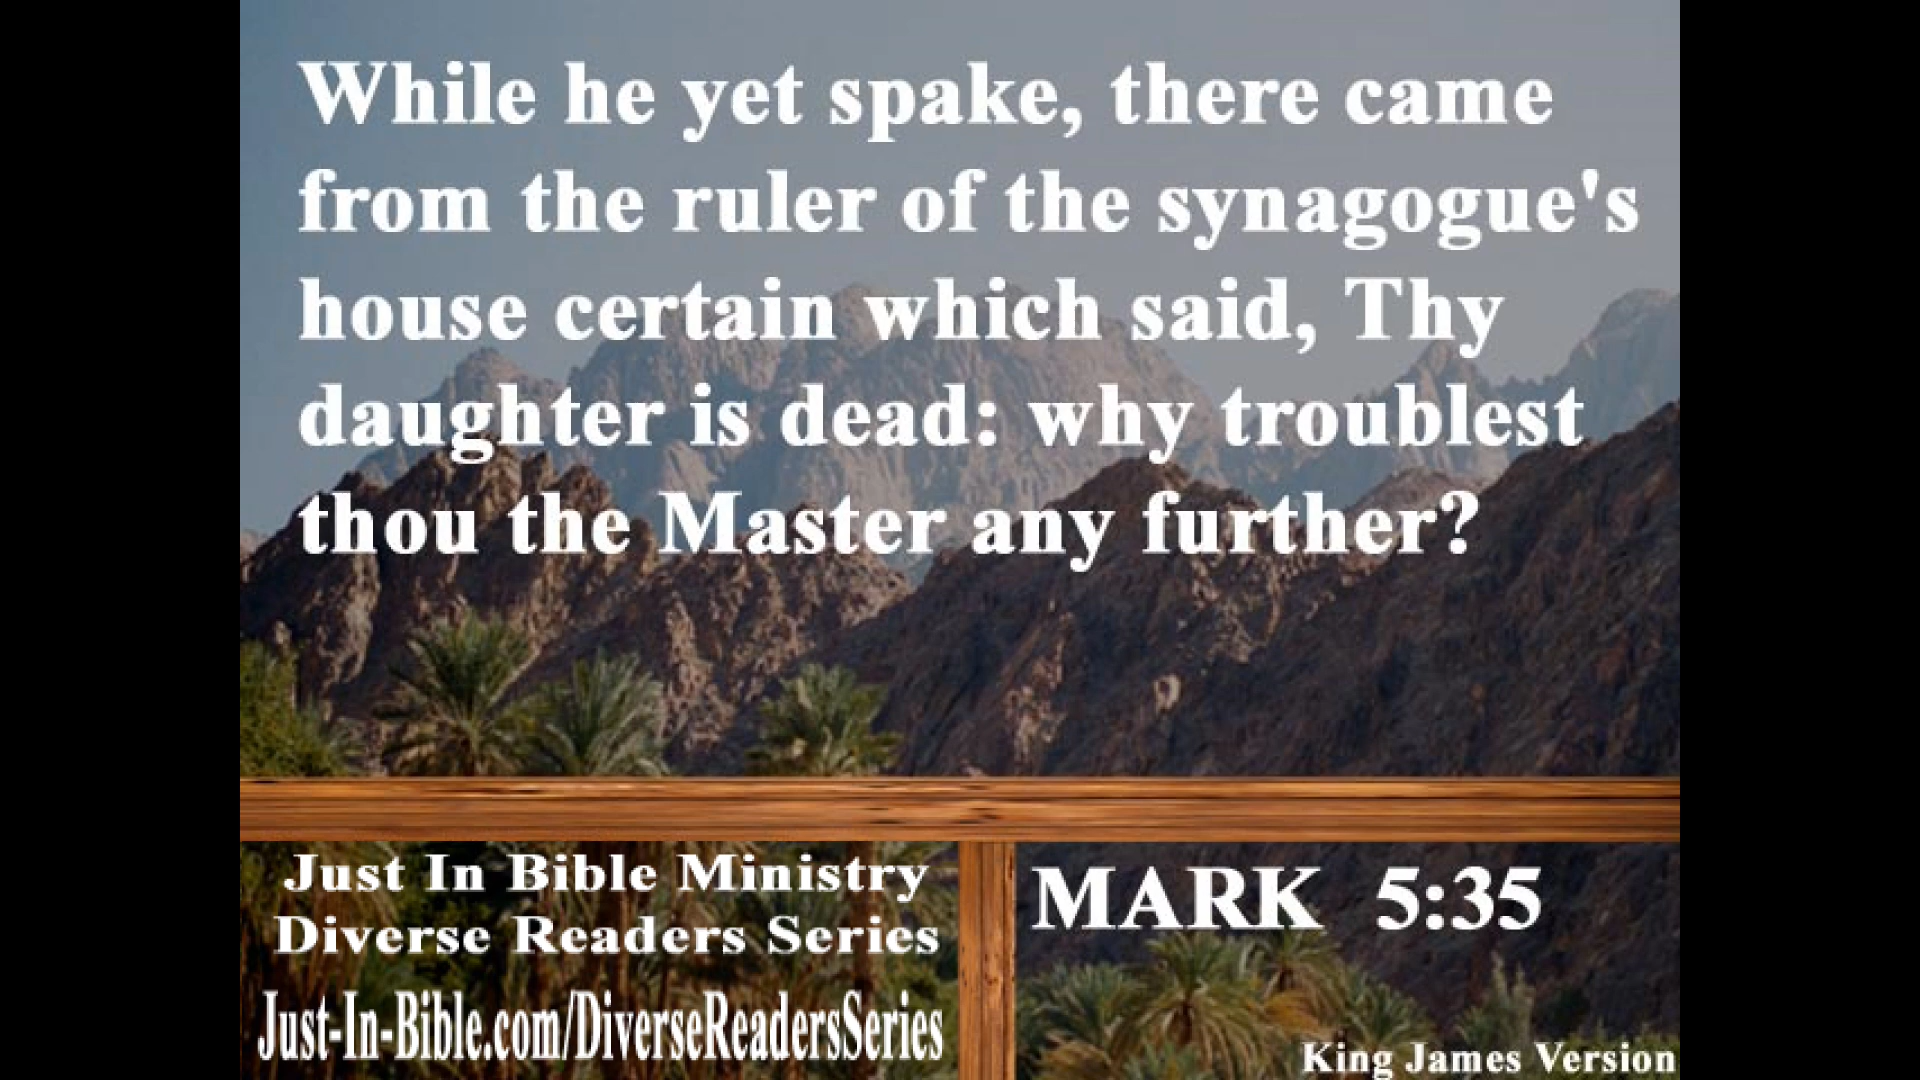 While he yet spake, there came
from the ruler of the synagogue's
house certain which said, Thy
daughter is dead: why troublest
thou the Master any further?
Just In Bible Ministry
Diverse Readers Series
Just-In-Bible.com/DiverseReadersSeries
MARK 5:35
King James Version